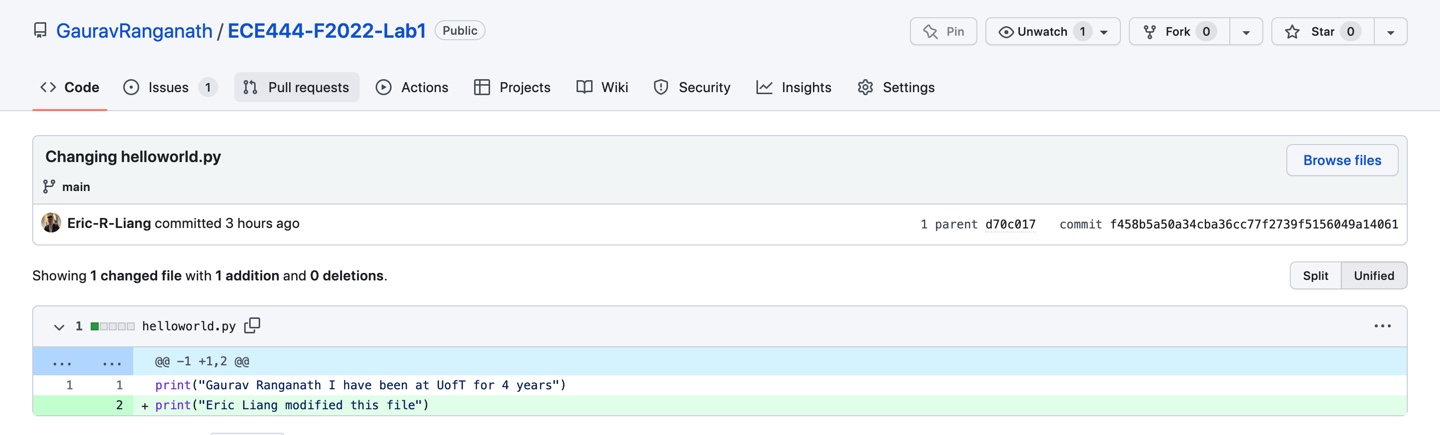 GauravRanganath / ECE444-F2022-Lab1 Public Pin Unwatch 1 Fork 0 Star 0
Code Issues 1 Pull requests Actions Projects Wiki Security Insights Settings
Changing helloworld.py
Browse files
main
Eric-R-Liang committed 3 hours ago 1 parent d70c017 commit f458b5a50a34cba36cc77f2739f5156049a14061
Showing 1 changed file with 1 addition and 0 deletions. Split Unified
1 helloworld.py ...
... ... @@ -1 +1,2 @@
1 1 print("Gaurav Ranganath I have been at UofT for 4 years")
2 + print("Eric Liang modified this file")